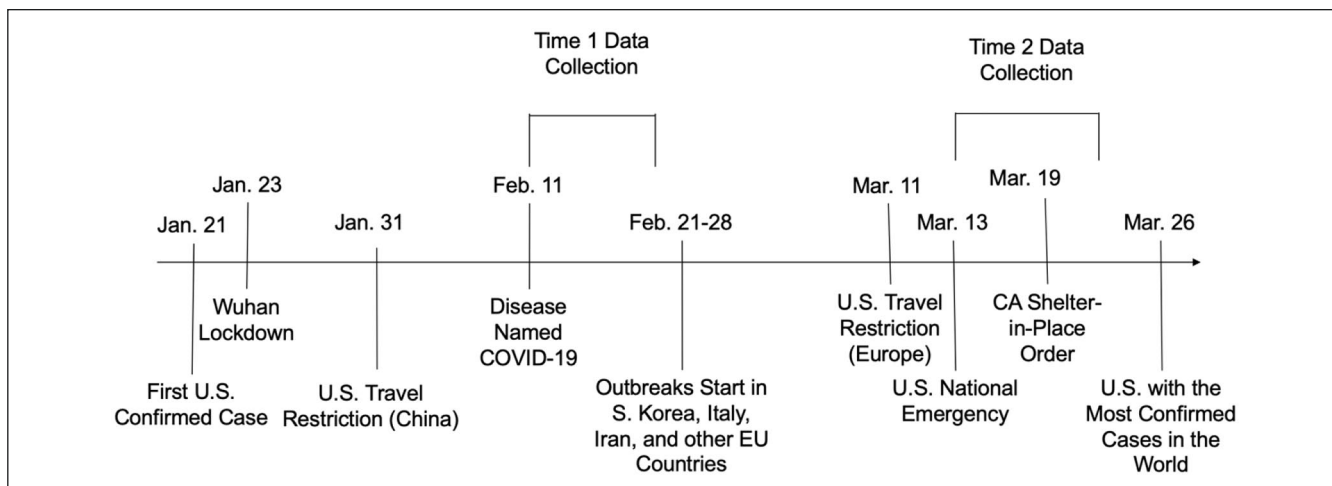 Time 1 Data
Collection
Time 2 Data
Collection
Jan. 21
Jan. 23
Jan. 31
Feb. 11
Feb. 21-28
Mar. 11
Mar. 13
Mar. 19
Mar. 26
First U.S.
Confirmed Case
Wuhan
Lockdown
U.S. Travel
Restriction (China)
Disease
Named
COVID-19
Outbreaks Start in
S. Korea, Italy,
Iran, and other EU
Countries
U.S. Travel
Restriction
(Europe)
U.S. National
Emergency
CA Shelter-
in-Place
Order
U.S. with the
Most Confirmed
Cases in the
World